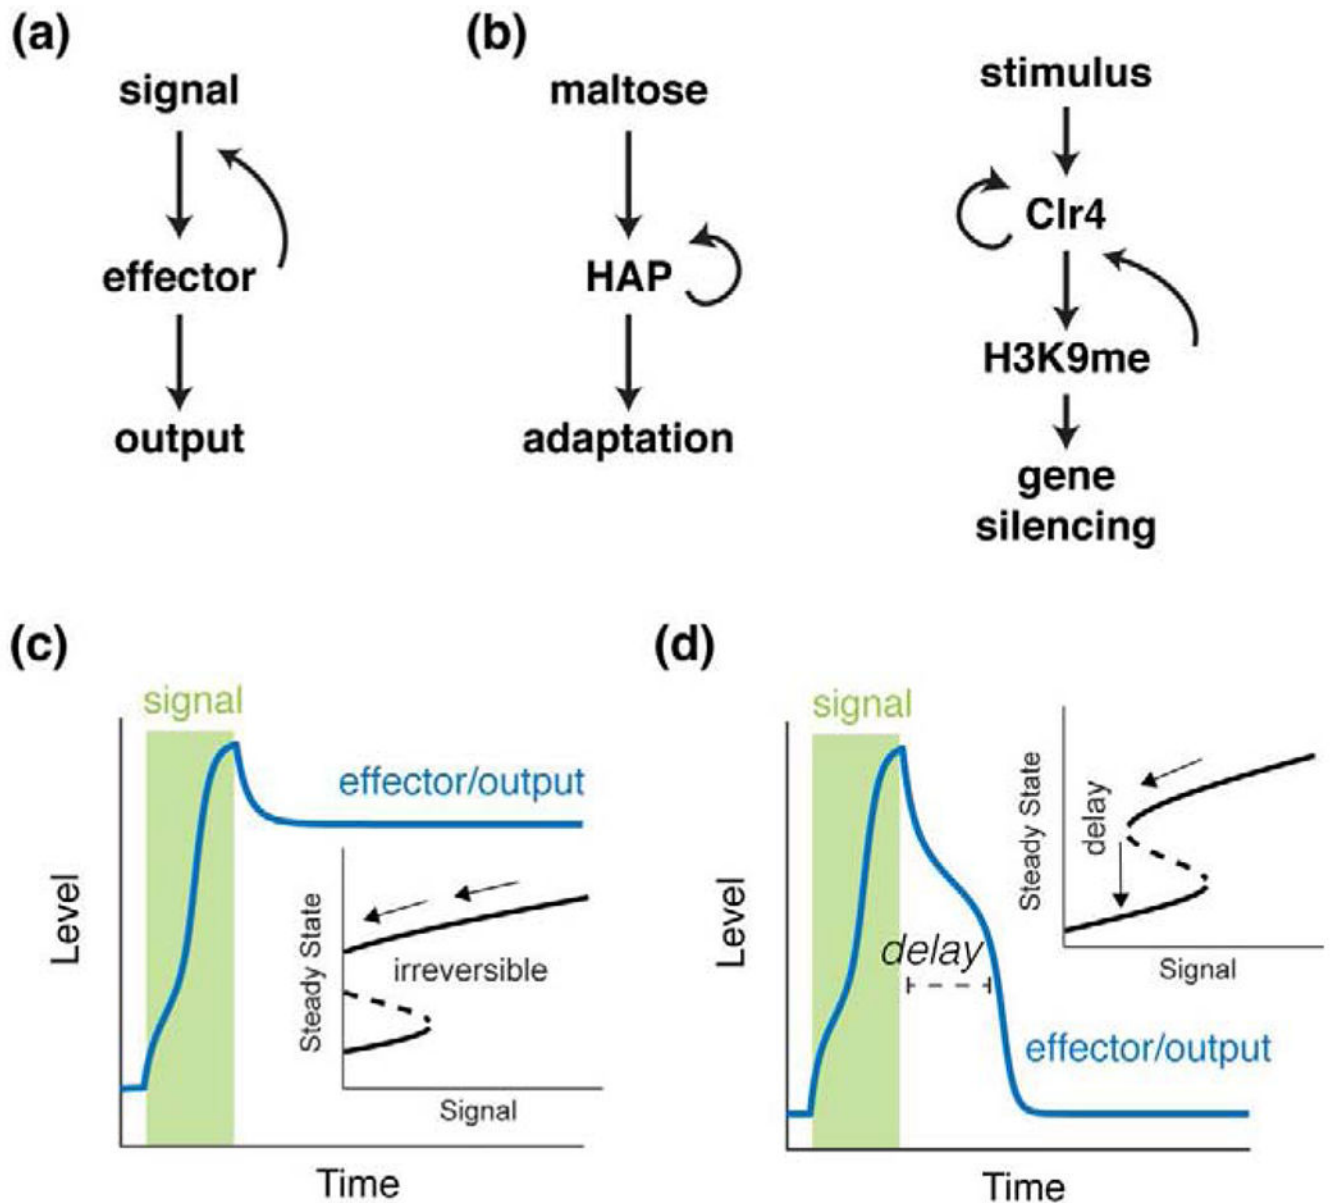 (a)
signal
effector
output
(b)
maltose
HAP
adaptation
stimulus
Clr4
H3K9me
gene
silencing
(c)
signal
effector/output
Level
Time
Steady State
irreversible
Signal
(d)
signal
delay
effector/output
Level
Time
Steady State
delay
Signal